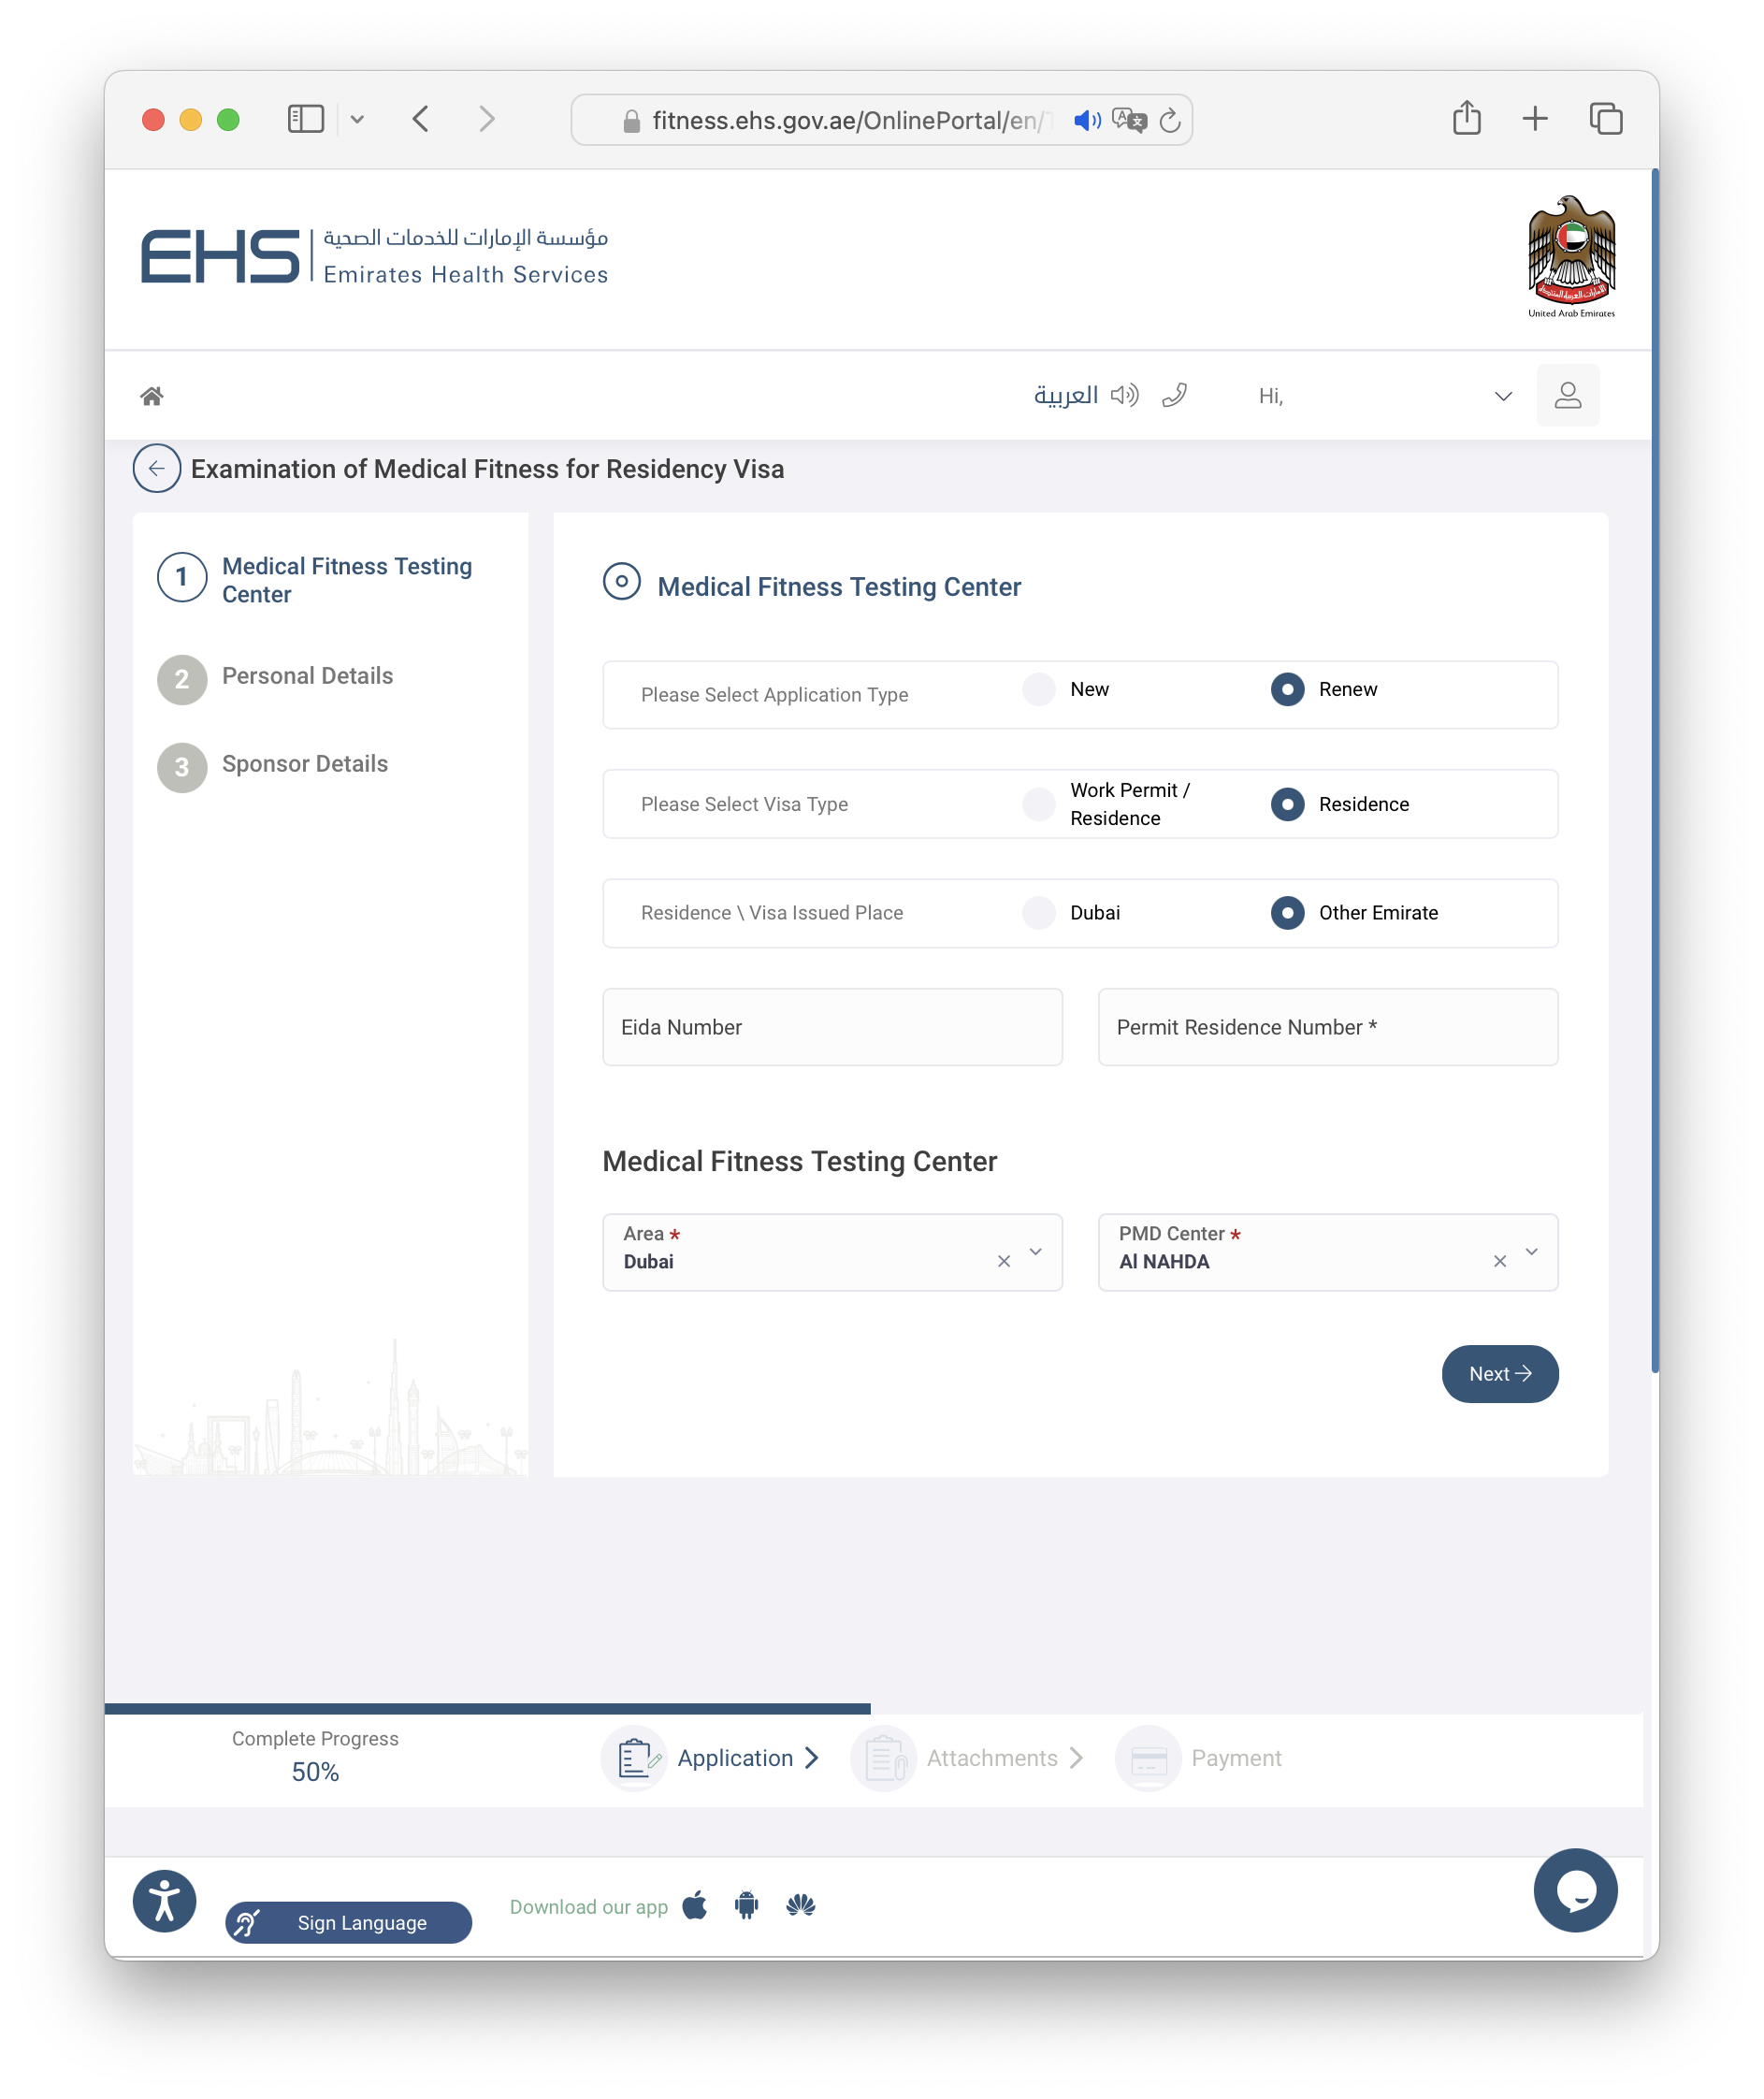 fitness.ehs.gov.ae/OnlinePortal/en/
EHS
مؤسسة الإمارات للخدمات الصحية
Emirates Health Services
United Arab Emirates
العربية
Hi,
Examination of Medical Fitness for Residency Visa
1
Medical Fitness Testing
Center
2
Personal Details
3
Sponsor Details
Medical Fitness Testing Center
Please Select Application Type
New
Renew
Please Select Visa Type
Work Permit /
Residence
Residence
Residence \ Visa Issued Place
Dubai
Other Emirate
Eida Number
Permit Residence Number *
Medical Fitness Testing Center
Area *
Dubai
PMD Center *
Al NAHDA
Next
Complete Progress
50%
Application
Attachments
Payment
Sign Language
Download our app